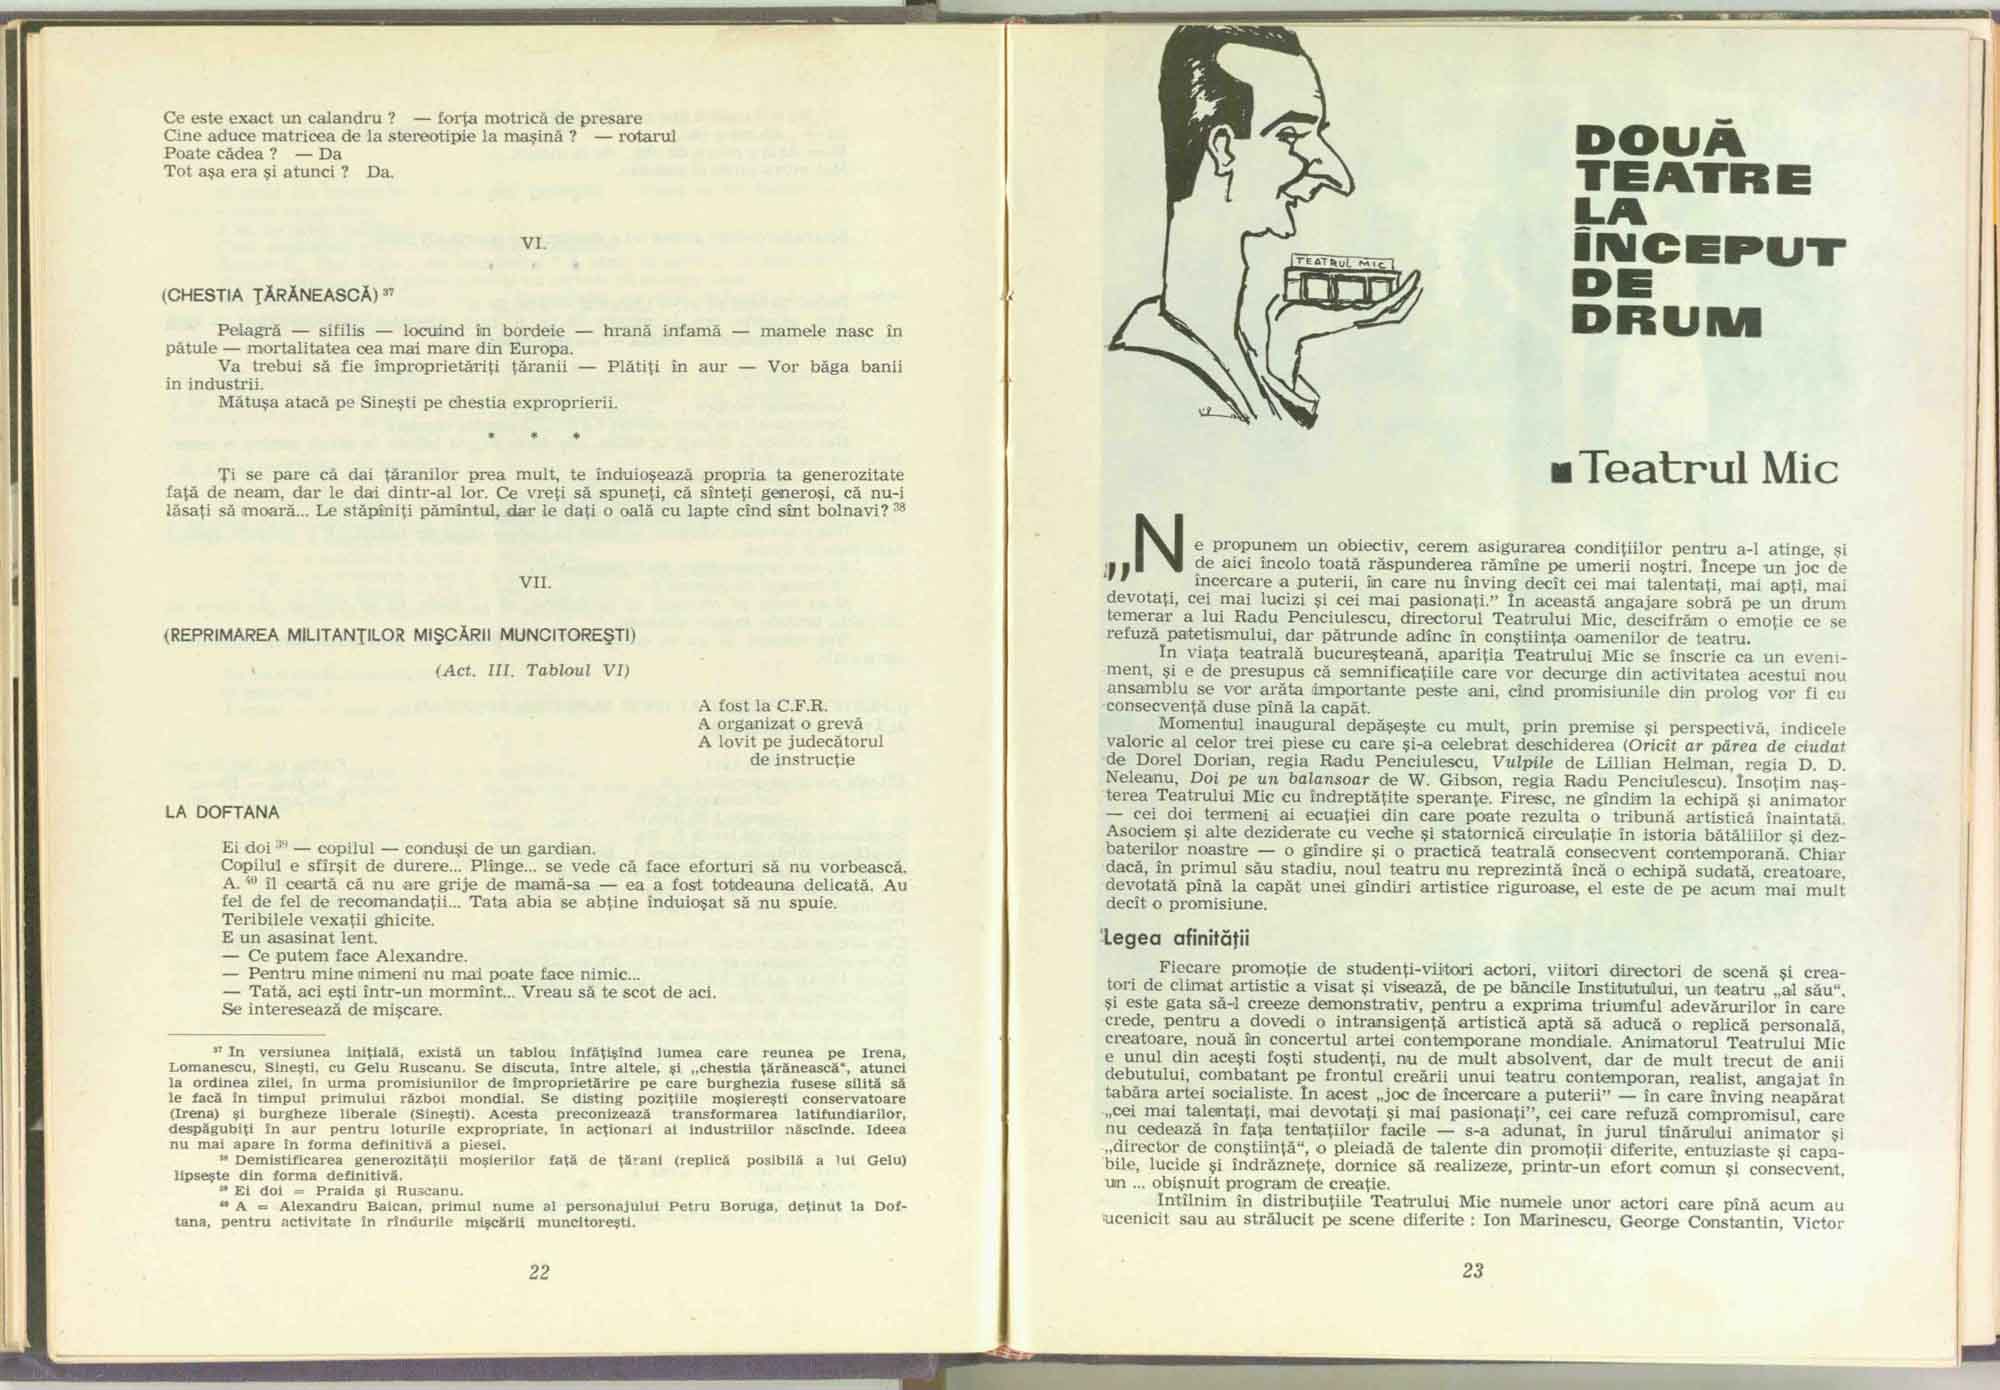 Ce este exact un calandru ? — forța motrică de presare
Cine aduce matricea de la stereotipie la mașină ? — rotarul
Poate cădea ? — Da
Tot așa era și atunci ? Da.
VI.
(CHESTIA ȚĂRĂNEASCĂ) 37
Pelagră — sifilis — locuind în bordeie — hrană infamă — mamele nasc în
pătule — mortalitatea cea mai mare din Europa.
Va trebui să fie împroprietăriți țăranii — Plătiți în aur — Vor băga banii
in industrii.
Mătușa atacă pe Sinești pe chestia exproprierii.
* * *
Ți se pare că dai țăranilor prea mult, te înduioșează propria ta generozitate
față de neam, dar le dai dintr-al lor. Ce vreți să spuneți, că sînteți generoși, că nu-i
lăsați să moară... Le stăpîniți pămîntul, dar le dați o oală cu lapte cînd sînt bolnavi? 38
VII.
(REPRIMAREA MILITANȚILOR MIȘCĂRII MUNCITOREȘTI)
(Act. III. Tabloul VI)
A fost la C.F.R.
A organizat o grevă
A lovit pe judecătorul
de instrucție
LA DOFTANA
Ei doi 39 — copilul — conduși de un gardian.
Copilul e sfîrșit de durere... Plînge... se vede că face eforturi să nu vorbească.
A. 40 îl ceartă că nu are grije de mamă-sa — ea a fost totdeauna delicată. Au
fel de fel de recomandații... Tata abia se abține înduioșat să nu spuie.
Teribilele vexații ghicite.
E un asasinat lent.
— Ce putem face Alexandre.
— Pentru mine nimeni nu mai poate face nimic...
— Tată, aci ești într-un mormînt... Vreau să te scot de aci.
Se interesează de mișcare.
37 In versiunea inițială, există un tablou înfățișînd lumea care reunea pe Irena,
Lomanescu, Sinești, cu Gelu Ruscanu. Se discuta, între altele, și „chestia țărănească", atunci
la ordinea zilei, în urma promisiunilor de împroprietărire pe care burghezia fusese silită să
le facă în timpul primului război mondial. Se disting pozițiile moșierești conservatoare
(Irena) și burgheze liberale (Sinești). Acesta preconizează transformarea latifundiarilor,
despăgubiți în aur pentru loturile expropriate, în acționari ai industriilor născînde. Ideea
nu mai apare în forma definitivă a piesei.
38 Demistificarea generozității moșierilor față de țărani (replică posibilă a lui Gelu)
lipsește din forma definitivă.
39 Ei doi = Praida și Ruscanu.
40 A = Alexandru Baican, primul nume al personajului Petru Boruga, deținut la Dof-
tana, pentru activitate în rîndurile mișcării muncitorești.
22
TEATRUL MIC
DOUĂ
TEATRE
LA
ÎNCEPUT
DE
DRUM
Teatrul Mic
„Ne propunem un obiectiv, cerem asigurarea condițiilor pentru a-l atinge, și
de aici încolo toată răspunderea rămîne pe umerii noștri. Începe un joc de
încercare a puterii, în care nu înving decît cei mai talentați, mai apți, mai
devotați, cei mai lucizi și cei mai pasionați.” În această angajare sobră pe un drum
temerar a lui Radu Penciulescu, directorul Teatrului Mic, descifrăm o emoție ce se
refuză patetismului, dar pătrunde adînc în conștiința oamenilor de teatru.
In viața teatrală bucureșteană, apariția Teatrului Mic se înscrie ca un eveni-
ment, și e de presupus că semnificațiile care vor decurge din activitatea acestui nou
ansamblu se vor arăta importante peste ani, cînd promisiunile din prolog vor fi cu
consecvență duse pînă la capăt.
Momentul inaugural depășește cu mult, prin premise și perspectivă, indicele
valoric al celor trei piese cu care și-a celebrat deschiderea (Oricît ar părea de ciudat
de Dorel Dorian, regia Radu Penciulescu, Vulpile de Lillian Helman, regia D. D.
Neleanu, Doi pe un balansoar de W. Gibson, regia Radu Penciulescu). Însoțim naș-
terea Teatrului Mic cu îndreptățite speranțe. Firesc, ne gîndim la echipă și animator
— cei doi termeni ai ecuației din care poate rezulta o tribună artistică înaintată.
Asociem și alte deziderate cu veche și statornică circulație în istoria bătăliilor și dez-
baterilor noastre — o gîndire și o practică teatrală consecvent contemporană. Chiar
dacă, în primul său stadiu, noul teatru nu reprezintă încă o echipă sudată, creatoare,
devotată pînă la capăt unei gîndiri artistice riguroase, el este de pe acum mai mult
decît o promisiune.
Legea afinității
Fiecare promoție de studenți-viitori actori, viitori directori de scenă și crea-
tori de climat artistic a visat și visează, de pe băncile Institutului, un teatru „al său“,
și este gata să-l creeze demonstrativ, pentru a exprima triumful adevărurilor în care
crede, pentru a dovedi o intransigență artistică aptă să aducă o replică personală,
creatoare, nouă în concertul artei contemporane mondiale. Animatorul Teatrului Mic
e unul din acești foști studenți, nu de mult absolvent, dar de mult trecut de anii
debutului, combatant pe frontul creării unui teatru contemporan, realist, angajat în
tabăra artei socialiste. În acest „joc de încercare a puterii” — în care înving neapărat
„cei mai talentați, mai devotați și mai pasionați”, cei care refuză compromisul, care
nu cedează în fața tentațiilor facile — s-a adunat, în jurul tînărului animator și
„director de conștiință“, o pleiadă de talente din promoții diferite, entuziaste și capa-
bile, lucide și îndrăznețe, dornice să realizeze, printr-un efort comun și consecvent,
un ... obișnuit program de creație.
Intîlnim în distribuțiile Teatrului Mic numele unor actori care pînă acum au
ucenicit sau au strălucit pe scene diferite : Ion Marinescu, George Constantin, Victor
23